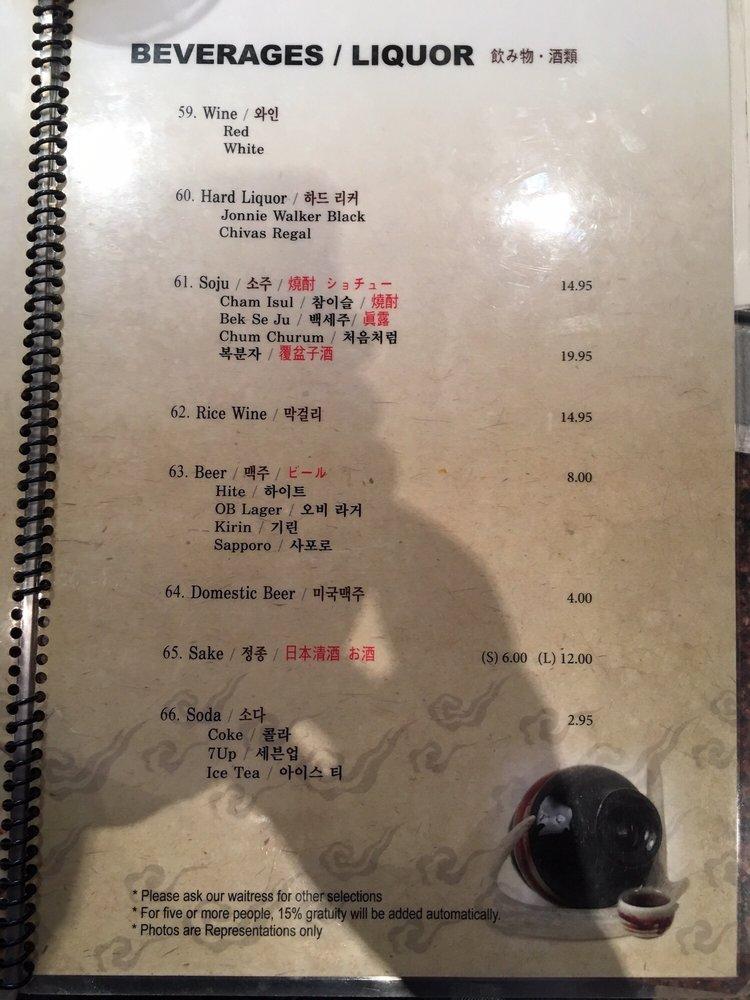 BEVERAGES / LIQUOR 飲み物・酒類
59. Wine / 와인
Red
White
60. Hard Liquor / 하드 리커
Jonnie Walker Black
Chivas Regal
61. Soju / 소주 / 燒酎 ショチュー 14.95
Cham Isul / 참이슬 / 燒酎
Bek Se Ju / 백세주/ 眞露
Chum Churum / 처음처럼
복분자 / 覆盆子酒 19.95
62. Rice Wine / 막걸리 14.95
63. Beer / 맥주 / ビール 8.00
Hite / 하이트
OB Lager / 오비 라거
Kirin / 기린
Sapporo / 사포로
64. Domestic Beer / 미국맥주 4.00
65. Sake / 정종 / 日本清酒 お酒 (S) 6.00 (L) 12.00
66. Soda / 소다 2.95
Coke / 콜라
7Up / 세븐업
Ice Tea / 아이스 티
* Please ask our waitress for other selections
* For five or more people, 15% gratuity will be added automatically.
* Photos are Representations only